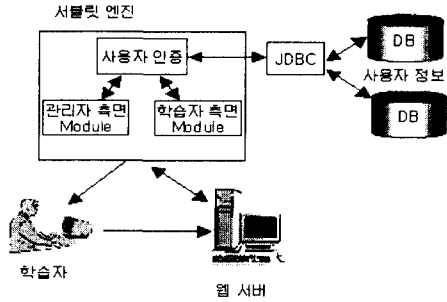 서블릿 엔진
사용자 인증
JDBC
DB
사용자 정보
관리자 측면
Module
학습자 측면
Module
DB
학습자
웹 서버